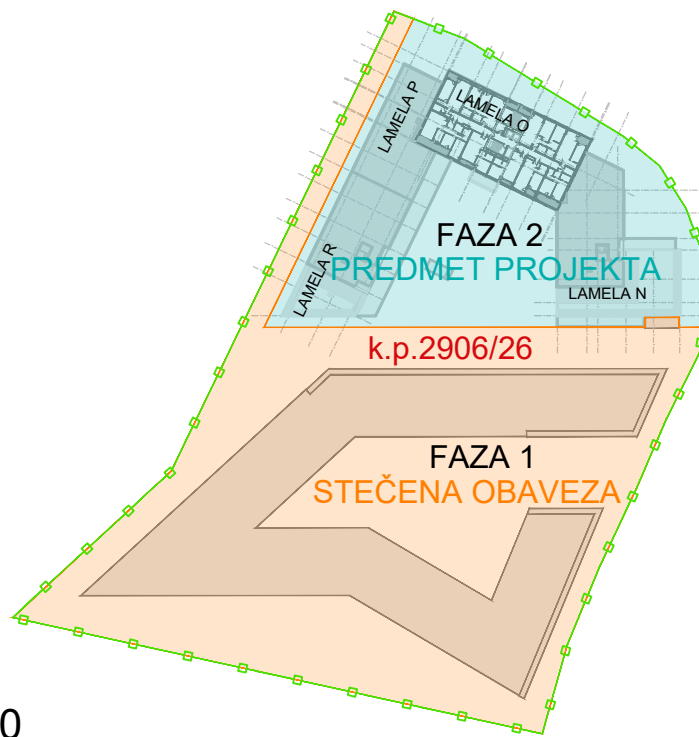 LAMELA P
LAMELA O
FAZA 2
PREDMET PROJEKTA
LAMELA R
LAMELA N
k.p.2906/26
FAZA 1
STEČENA OBAVEZA
0